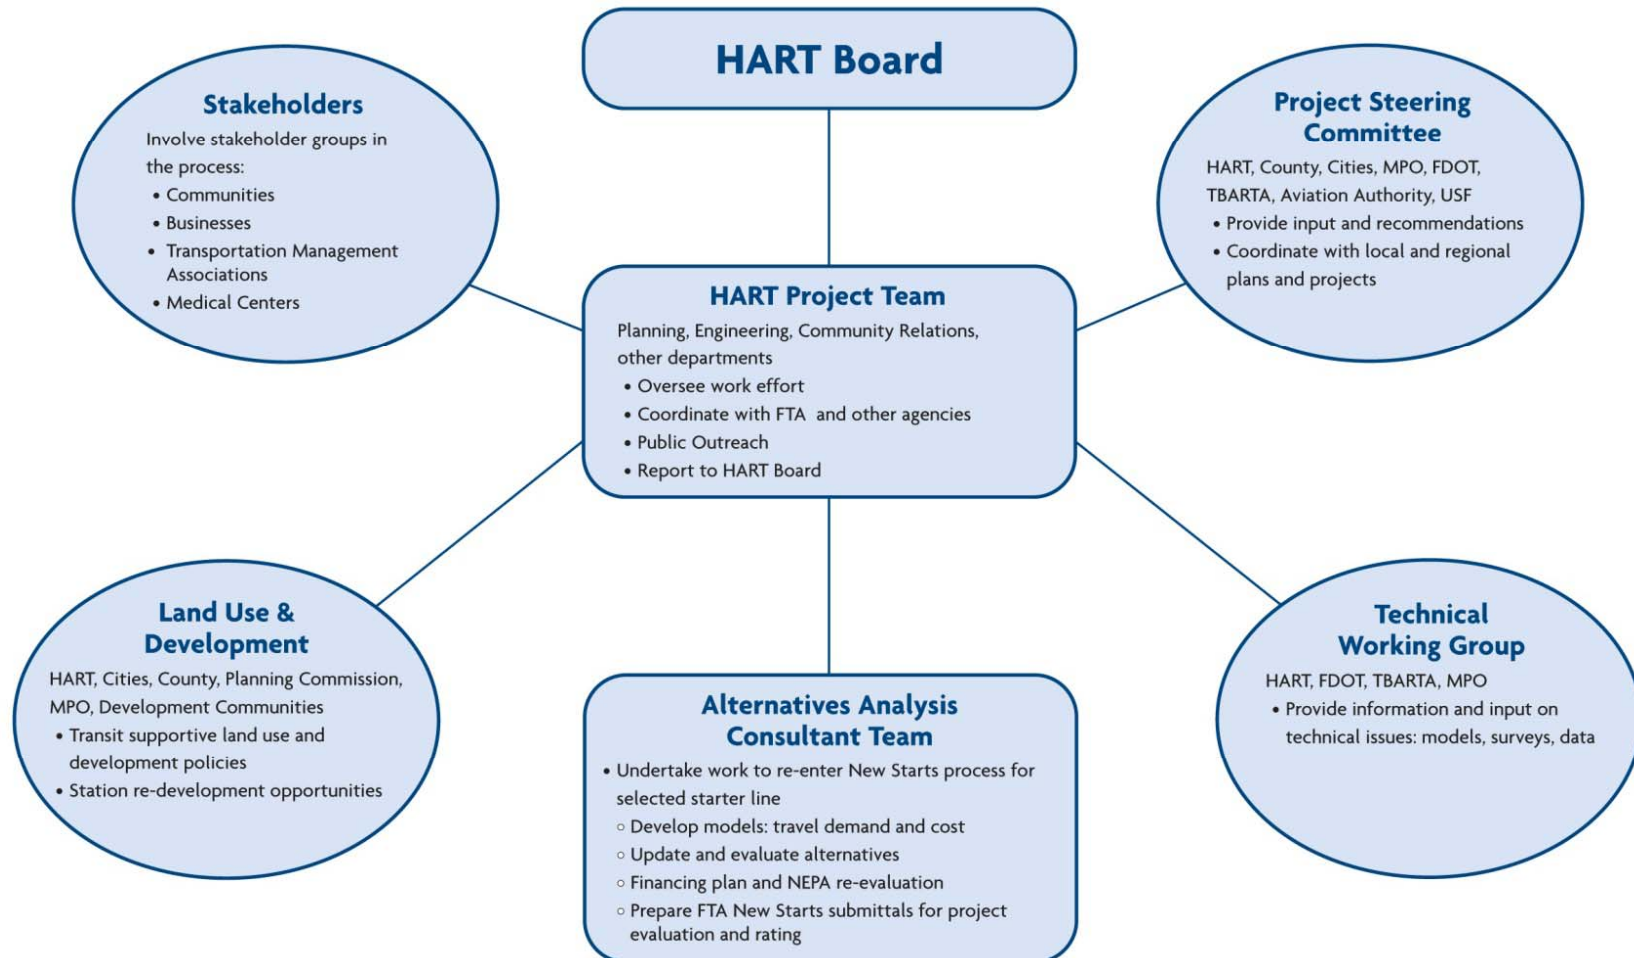 HART Board
Stakeholders
Involve stakeholder groups in
the process:
• Communities
• Businesses
• Transportation Management
Associations
• Medical Centers
Project Steering
Committee
HART, County, Cities, MPO, FDOT,
TBARTA, Aviation Authority, USF
• Provide input and recommendations
• Coordinate with local and regional
plans and projects
HART Project Team
Planning, Engineering, Community Relations,
other departments
• Oversee work effort
• Coordinate with FTA and other agencies
• Public Outreach
• Report to HART Board
Land Use &
Development
HART, Cities, County, Planning Commission,
MPO, Development Communities
• Transit supportive land use and
development policies
• Station re-development opportunities
Alternatives Analysis
Consultant Team
• Undertake work to re-enter New Starts process for
selected starter line
○ Develop models: travel demand and cost
○ Update and evaluate alternatives
○ Financing plan and NEPA re-evaluation
○ Prepare FTA New Starts submittals for project
evaluation and rating
Technical
Working Group
HART, FDOT, TBARTA, MPO
• Provide information and input on
technical issues: models, surveys, data